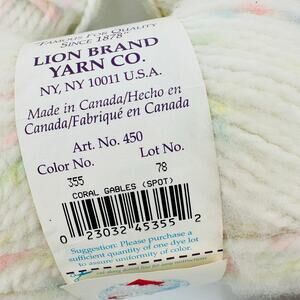 "Famous For Quality
Since 1878"
LION BRAND
YARN CO.
NY, NY 10011 U.S.A.
Made in Canada/Hecho en
Canada/Fabriqué en Canada
Art. No. 450
Color No. Lot No.
355 78
CORAL GABLES (SPOT)
0 23032 45355 2
Suggestion: Please purchase a
sufficient quantity of one dye lot
to assure uniformity of color.